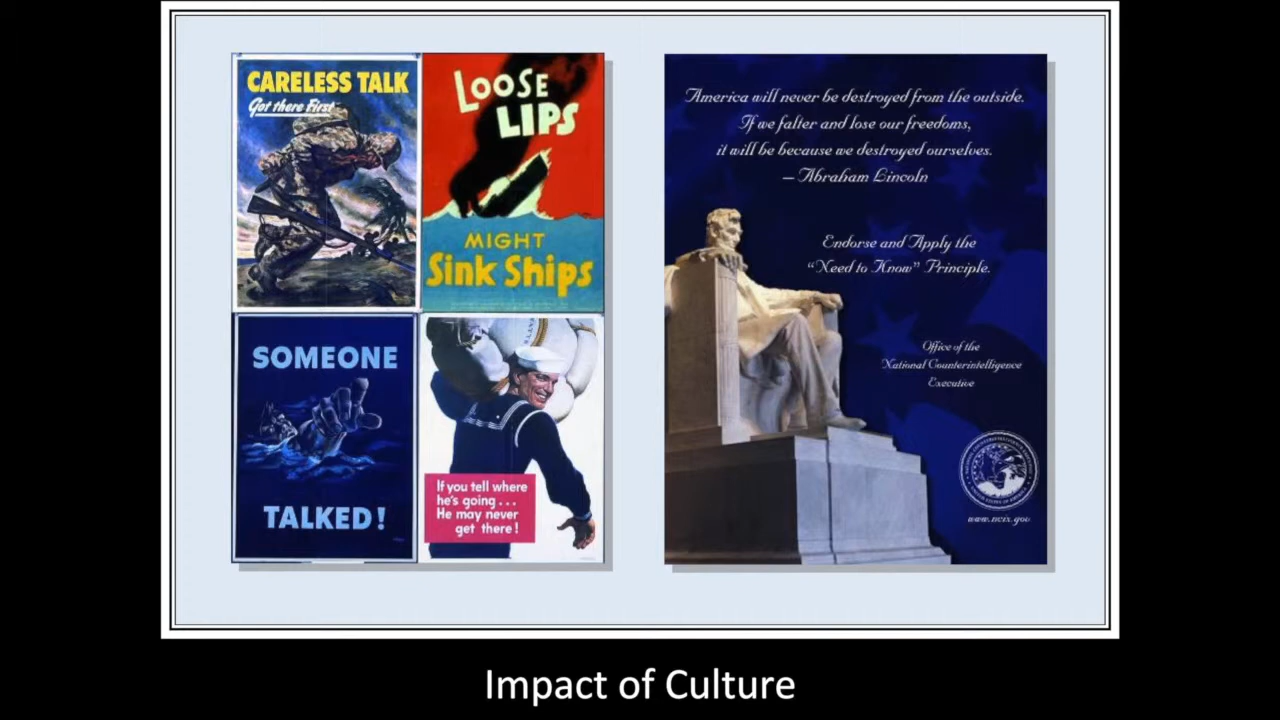 CARELESS TALK
Got there First
LOOSE
LIPS
MIGHT
Sink Ships
SOMEONE
TALKED!
If you tell where
he's going...
He may never
get there!
America will never be destroyed from the outside.
If we falter and lose our freedoms,
it will be because we destroyed ourselves.
— Abraham Lincoln
Endorse and Apply the
“Need to Know” Principle.
Office of the
National Counterintelligence
Executive
www.ncix.gov
Impact of Culture